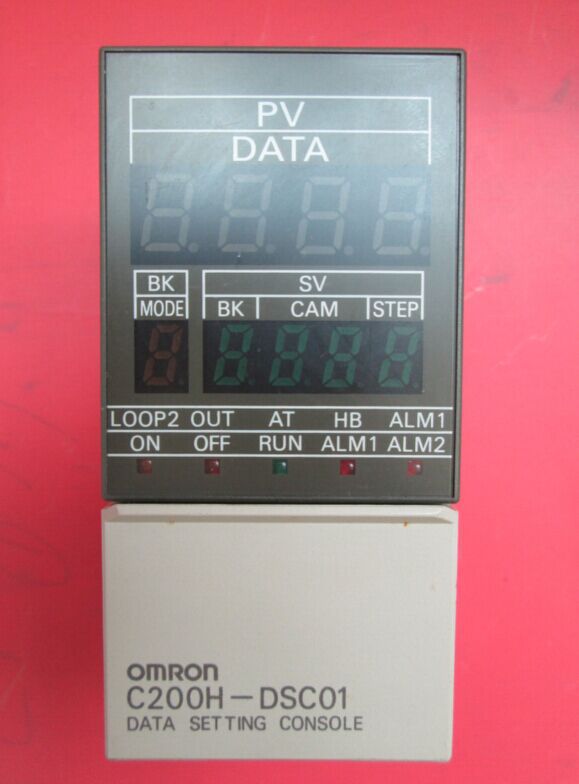 PV
DATA
BK SV
MODE BK CAM STEP
LOOP2 OUT AT HB ALM1
ON OFF RUN ALM1 ALM2
OMRON
C200H-DSC01
DATA SETTING CONSOLE